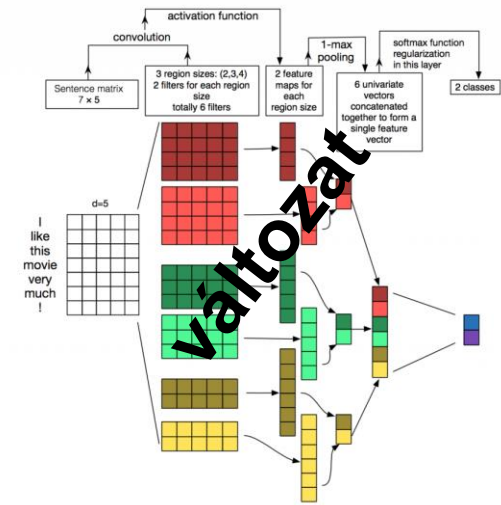 activation function
convolution
1-max
pooling
softmax function
regularization
in this layer
Sentence matrix
7 × 5
3 region sizes: (2,3,4)
2 filters for each region
size
totally 6 filters
2 feature
maps for
each
region size
6 univariate
vectors
concatenated
together to form a
single feature
vector
2 classes
d=5
I
like
this
movie
very
much
!
változat